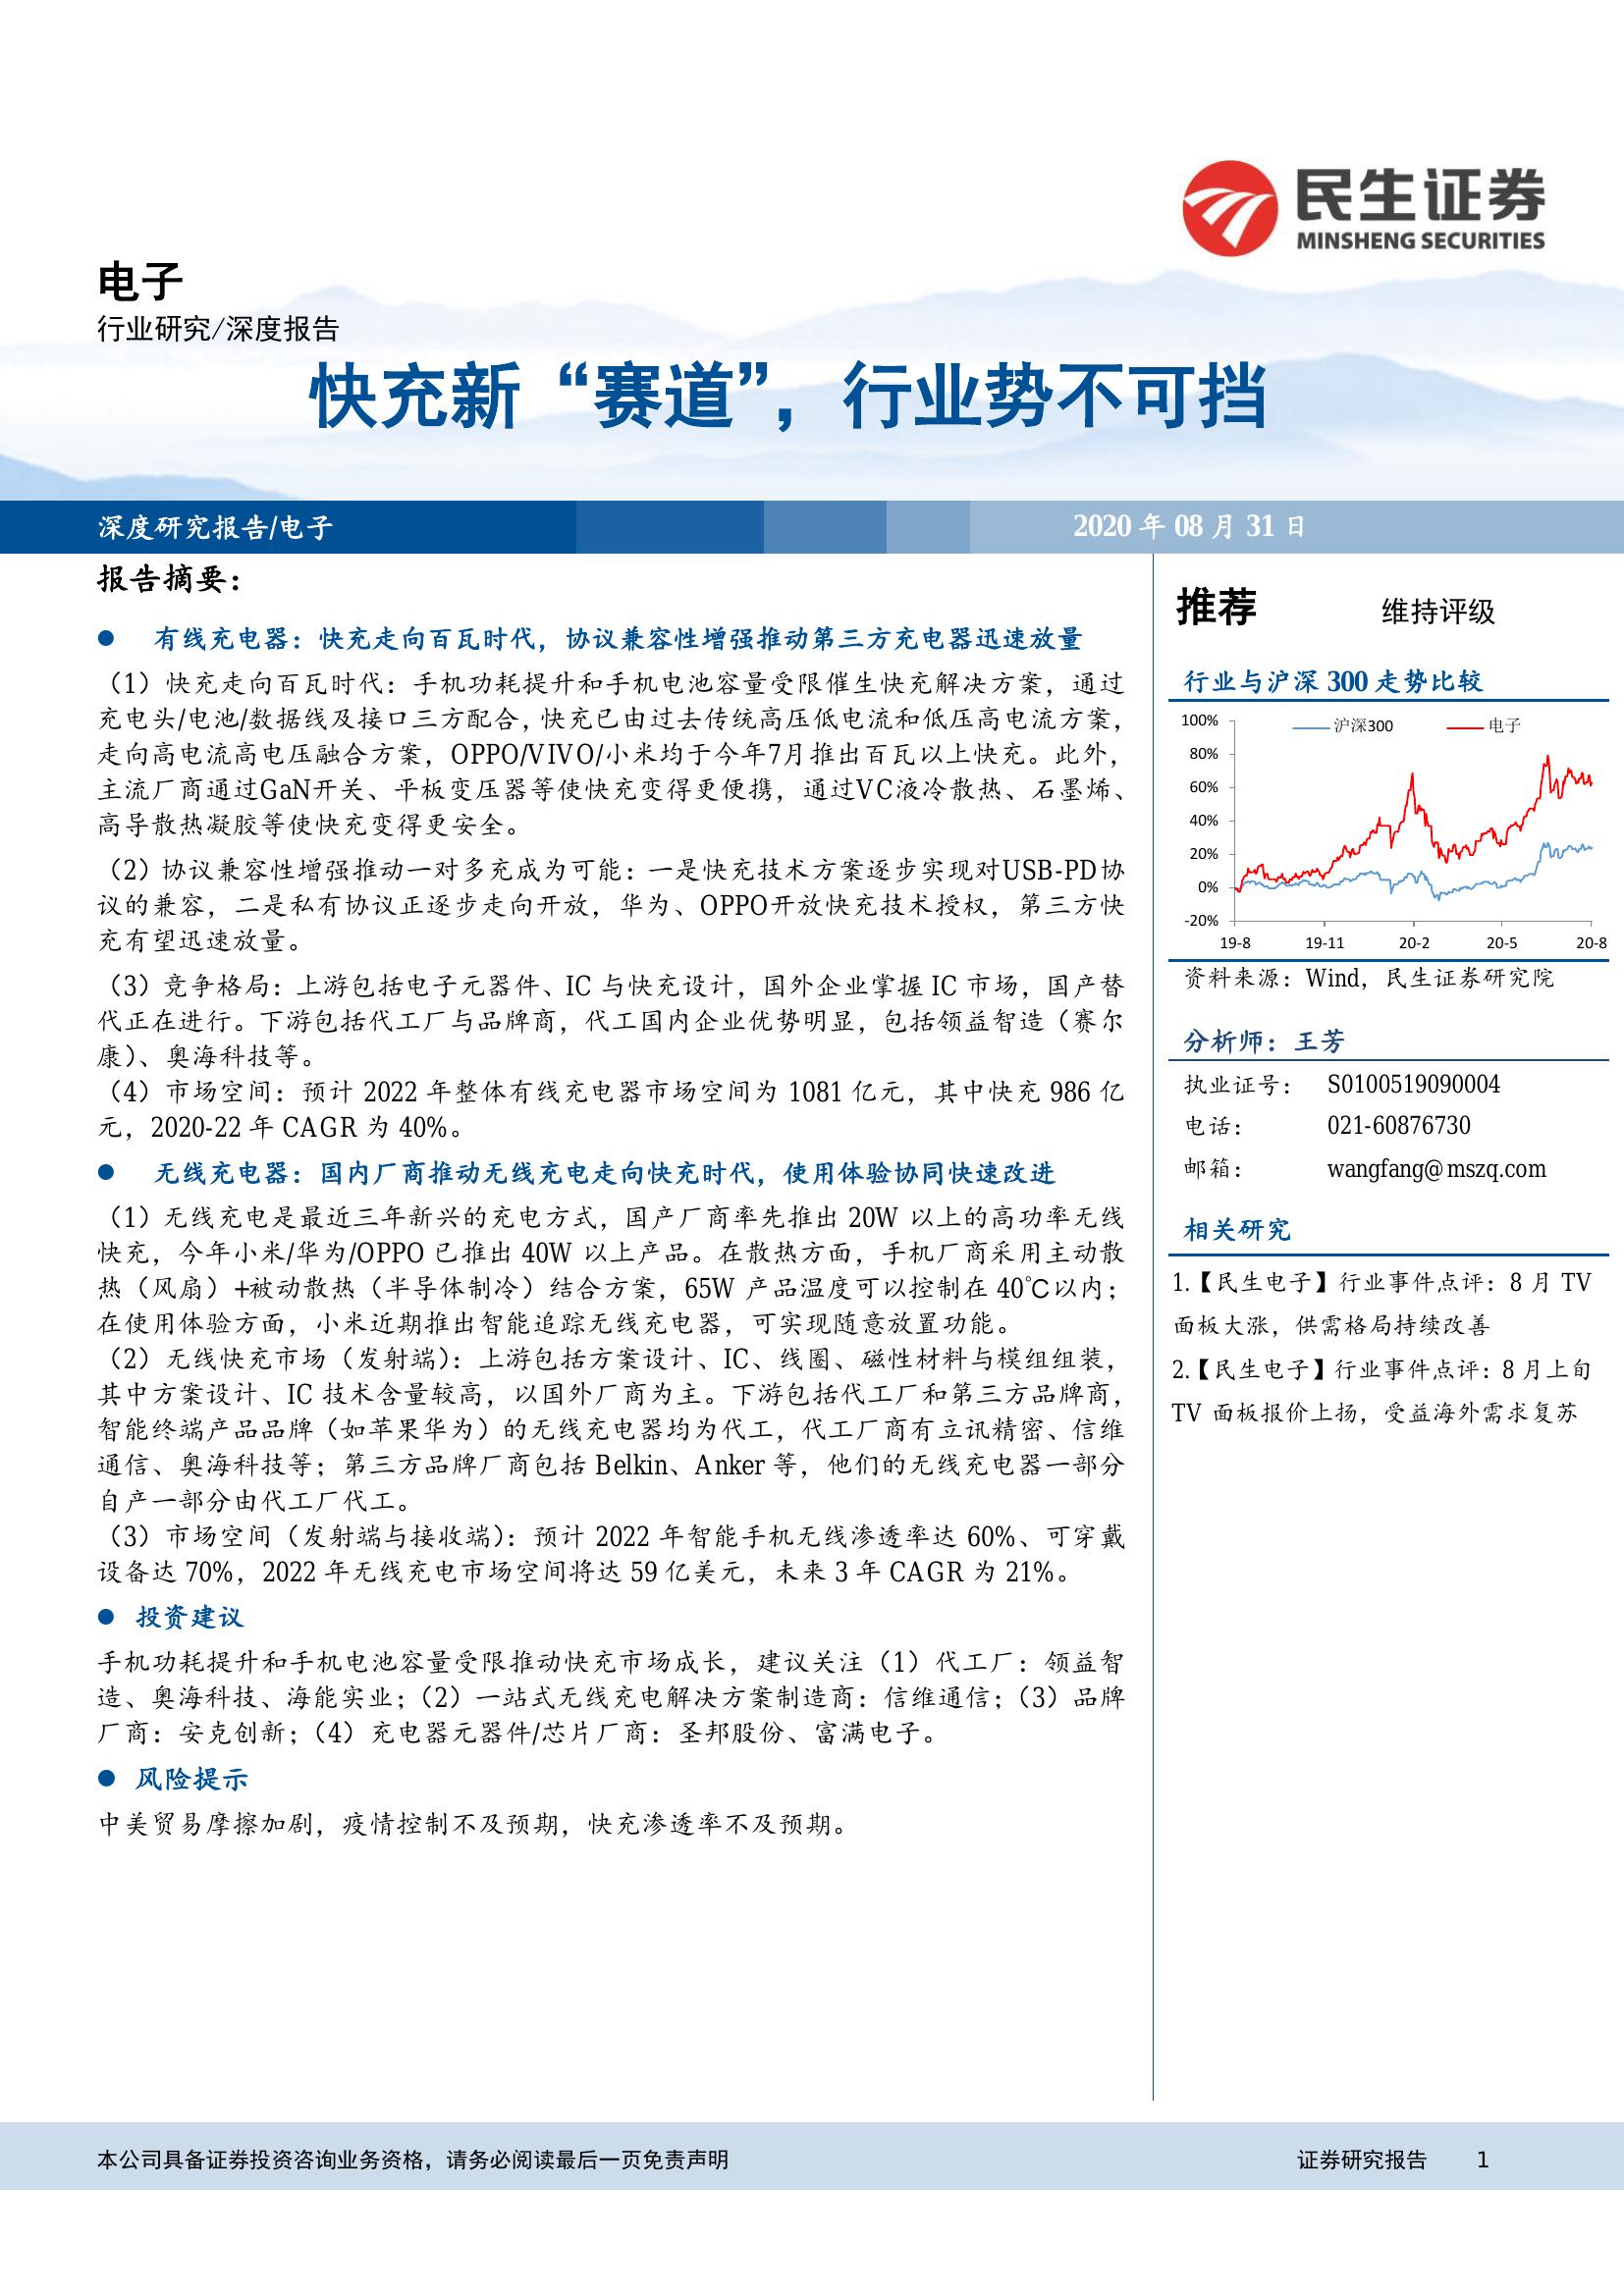 民生证券
MINSHENG SECURITIES
电子
行业研究/深度报告
快充新“赛道”，行业势不可挡
深度研究报告/电子
2020 年 08 月 31 日
报告摘要：
● 有线充电器：快充走向百瓦时代，协议兼容性增强推动第三方充电器迅速放量
（1）快充走向百瓦时代：手机功耗提升和手机电池容量受限催生快充解决方案，通过
充电头/电池/数据线及接口三方配合，快充已由过去传统高压低电流和低压高电流方案，
走向高电流高电压融合方案，OPPO/VIVO/小米均于今年7月推出百瓦以上快充。此外，
主流厂商通过GaN开关、平板变压器等使快充变得更便携，通过VC液冷散热、石墨烯、
高导散热凝胶等使快充变得更安全。
（2）协议兼容性增强推动一对多充成为可能：一是快充技术方案逐步实现对USB-PD协
议的兼容，二是私有协议正逐步走向开放，华为、OPPO开放快充技术授权，第三方快
充有望迅速放量。
（3）竞争格局：上游包括电子元器件、IC 与快充设计，国外企业掌握 IC 市场，国产替
代正在进行。下游包括代工厂与品牌商，代工国内企业优势明显，包括领益智造（赛尔
康）、奥海科技等。
（4）市场空间：预计 2022 年整体有线充电器市场空间为 1081 亿元，其中快充 986 亿
元，2020-22 年 CAGR 为 40%。
● 无线充电器：国内厂商推动无线充电走向快充时代，使用体验协同快速改进
（1）无线充电是最近三年新兴的充电方式，国产厂商率先推出 20W 以上的高功率无线
快充，今年小米/华为/OPPO 已推出 40W 以上产品。在散热方面，手机厂商采用主动散
热（风扇）+被动散热（半导体制冷）结合方案，65W 产品温度可以控制在 40℃以内；
在使用体验方面，小米近期推出智能追踪无线充电器，可实现随意放置功能。
（2）无线快充市场（发射端）：上游包括方案设计、IC、线圈、磁性材料与模组组装，
其中方案设计、IC 技术含量较高，以国外厂商为主。下游包括代工厂和第三方品牌商，
智能终端产品品牌（如苹果华为）的无线充电器均为代工，代工厂商有立讯精密、信维
通信、奥海科技等；第三方品牌厂商包括 Belkin、Anker 等，他们的无线充电器一部分
自产一部分由代工厂代工。
（3）市场空间（发射端与接收端）：预计 2022 年智能手机无线渗透率达 60%、可穿戴
设备达 70%，2022 年无线充电市场空间将达 59 亿美元，未来 3 年 CAGR 为 21%。
● 投资建议
手机功耗提升和手机电池容量受限推动快充市场成长，建议关注（1）代工厂：领益智
造、奥海科技、海能实业；（2）一站式无线充电解决方案制造商：信维通信；（3）品牌
厂商：安克创新；（4）充电器元器件/芯片厂商：圣邦股份、富满电子。
● 风险提示
中美贸易摩擦加剧，疫情控制不及预期，快充渗透率不及预期。
推荐 维持评级
行业与沪深 300 走势比较
沪深300 电子
100%
80%
60%
40%
20%
0%
-20%
19-8 19-11 20-2 20-5 20-8
资料来源：Wind，民生证券研究院
分析师：王芳
执业证号： S0100519090004
电话： 021-60876730
邮箱： wangfang@mszq.com
相关研究
1.【民生电子】行业事件点评：8 月 TV
面板大涨，供需格局持续改善
2.【民生电子】行业事件点评：8 月上旬
TV 面板报价上扬，受益海外需求复苏
本公司具备证券投资咨询业务资格，请务必阅读最后一页免责声明
证券研究报告 1